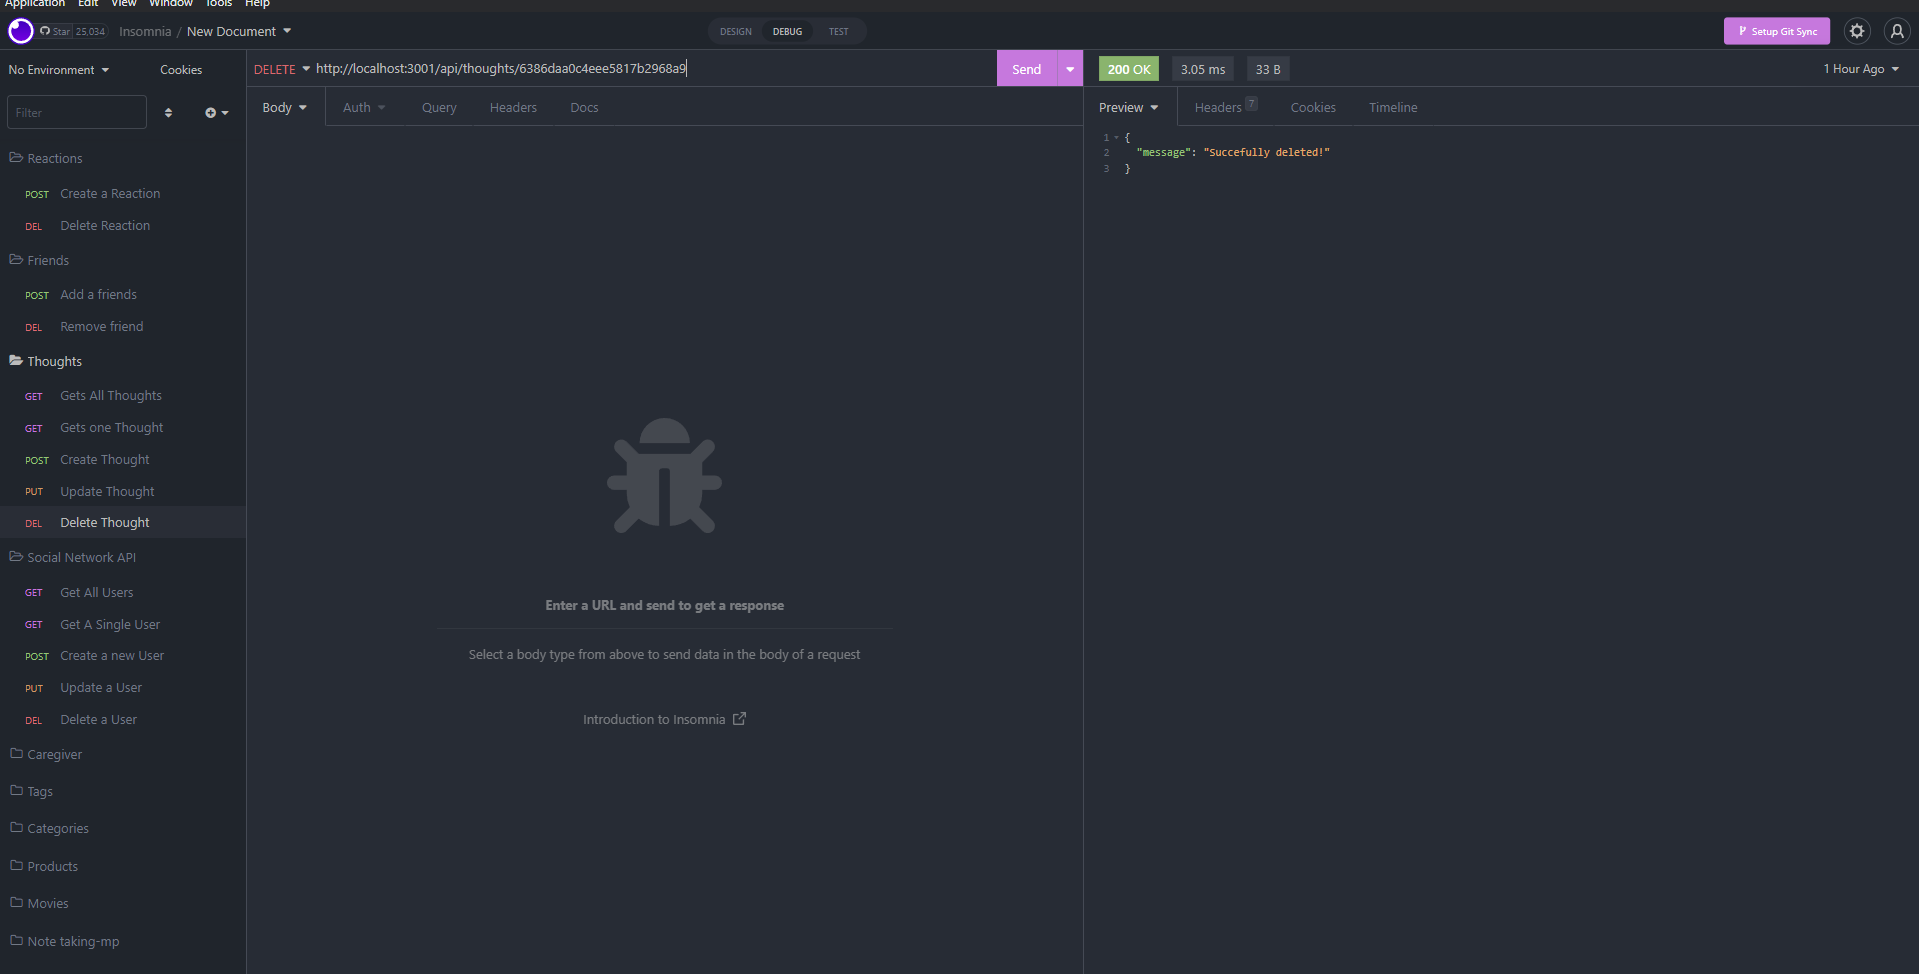 Application Edit View Window Tools Help
Star 25,034 Insomnia / New Document DESIGN DEBUG TEST Setup Git Sync
No Environment Cookies DELETE http://localhost:3001/api/thoughts/6386daa0c4eee5817b2968a9 Send 200 OK 3.05 ms 33 B 1 Hour Ago
Filter Body Auth Query Headers Docs Preview Headers 7 Cookies Timeline
1 {
2 "message": "Succefully deleted!"
3 }
Reactions
POST Create a Reaction
DEL Delete Reaction
Friends
POST Add a friends
DEL Remove friend
Thoughts
GET Gets All Thoughts
GET Gets one Thought
POST Create Thought
PUT Update Thought
DEL Delete Thought
Social Network API
GET Get All Users
GET Get A Single User
POST Create a new User
PUT Update a User
DEL Delete a User
Caregiver
Tags
Categories
Products
Movies
Note taking-mp
Enter a URL and send to get a response
Select a body type from above to send data in the body of a request
Introduction to Insomnia